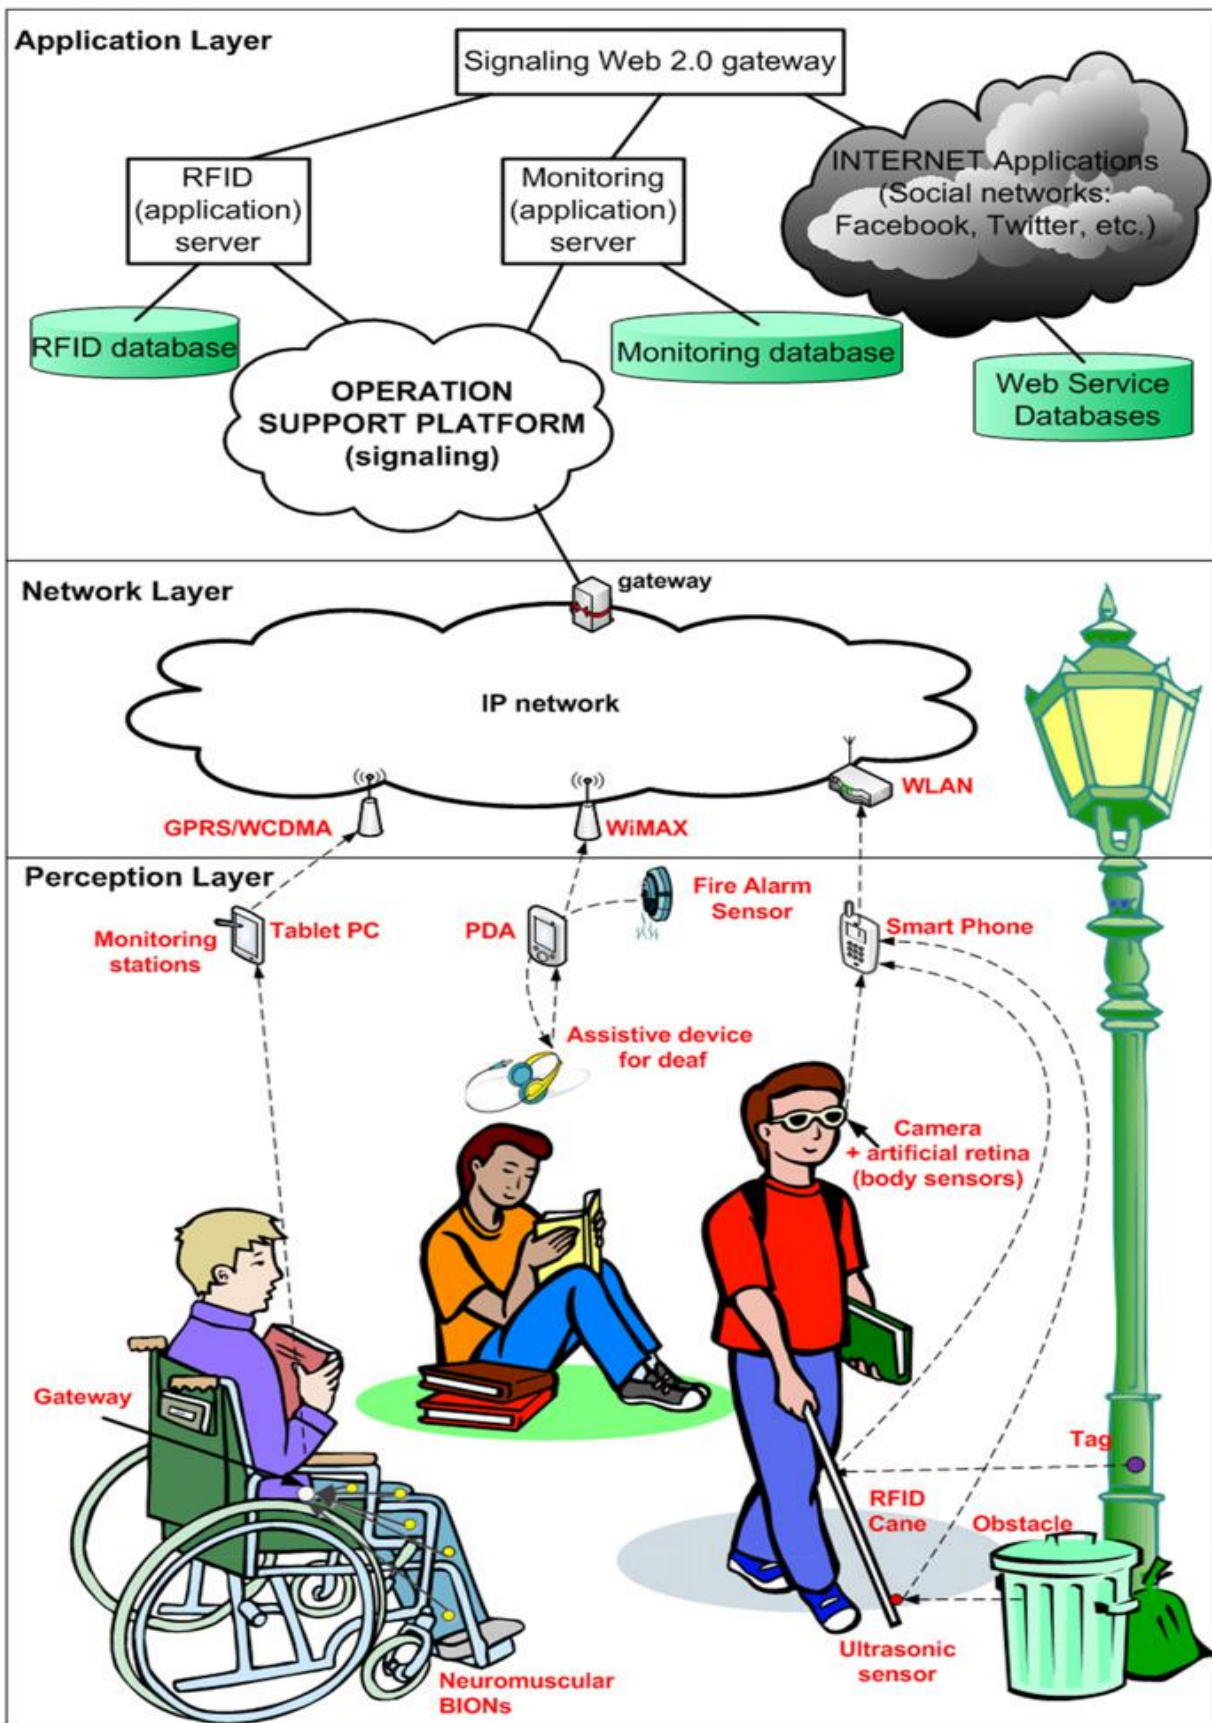 Application Layer
Signaling Web 2.0 gateway
RFID
(application)
server
Monitoring
(application)
server
INTERNET Applications
(Social networks:
Facebook, Twitter, etc.)
RFID database
Monitoring database
Web Service
Databases
OPERATION
SUPPORT PLATFORM
(signaling)
Network Layer
gateway
IP network
GPRS/WCDMA
WiMAX
WLAN
Perception Layer
Monitoring
stations
Tablet PC
PDA
Fire Alarm
Sensor
Smart Phone
Assistive device
for deaf
Camera
+ artificial retina
(body sensors)
Gateway
Tag
RFID
Cane
Obstacle
Ultrasonic
sensor
Neuromuscular
BIONs